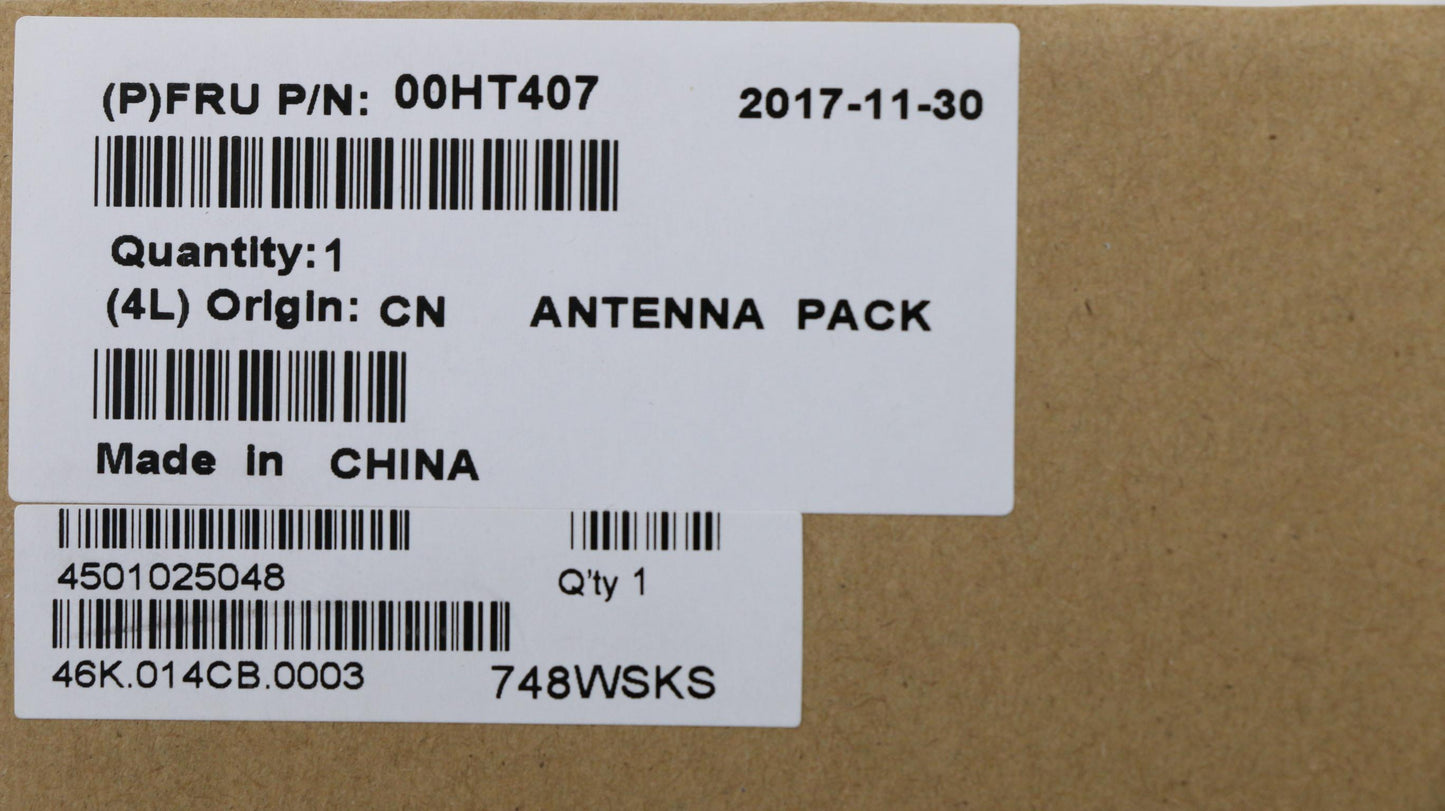 (P)FRU P/N: 00HT407 2017-11-30
Quantity:1
(4L) Origin: CN ANTENNA PACK
Made in CHINA
4501025048 Q'ty 1
46K.014CB.0003 748WSKS